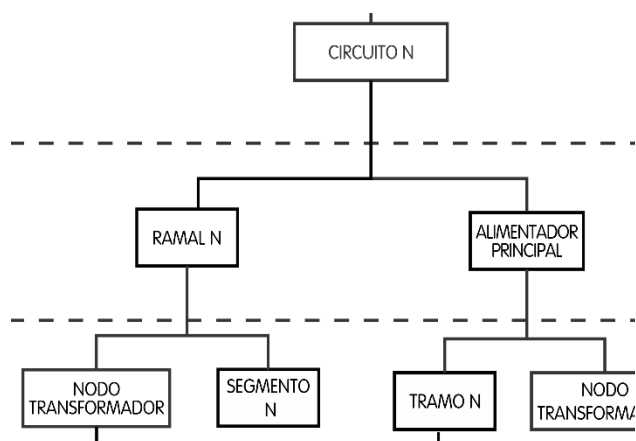 CIRCUITO N
RAMAL N
ALIMENTADOR
PRINCIPAL
NODO
TRANSFORMADOR
SEGMENTO
N
TRAMO N
NODO